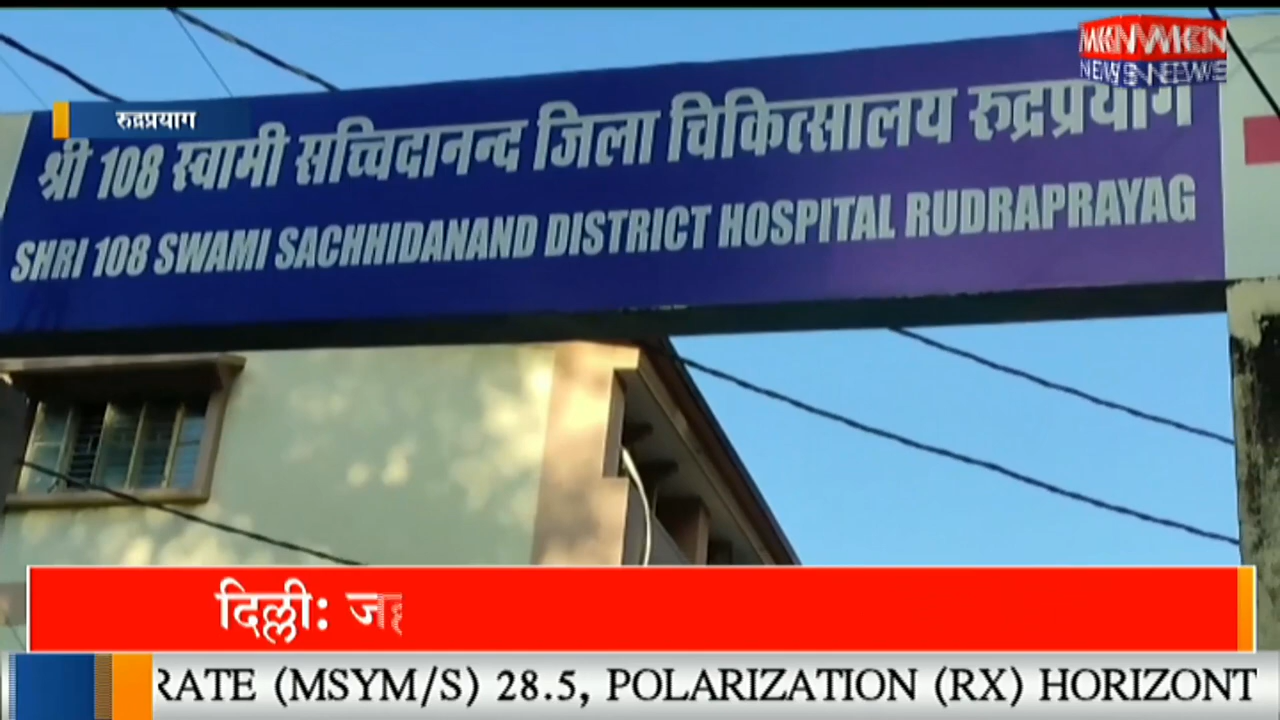 रुद्रप्रयाग
श्री 108 स्वामी सच्चिदानन्द जिला चिकित्सालय रुद्रप्रयाग
SHRI 108 SWAMI SACHHIDANAND DISTRICT HOSPITAL RUDRAPRAYAG
दिल्ली:
RATE (MSYM/S) 28.5, POLARIZATION (RX) HORIZONT